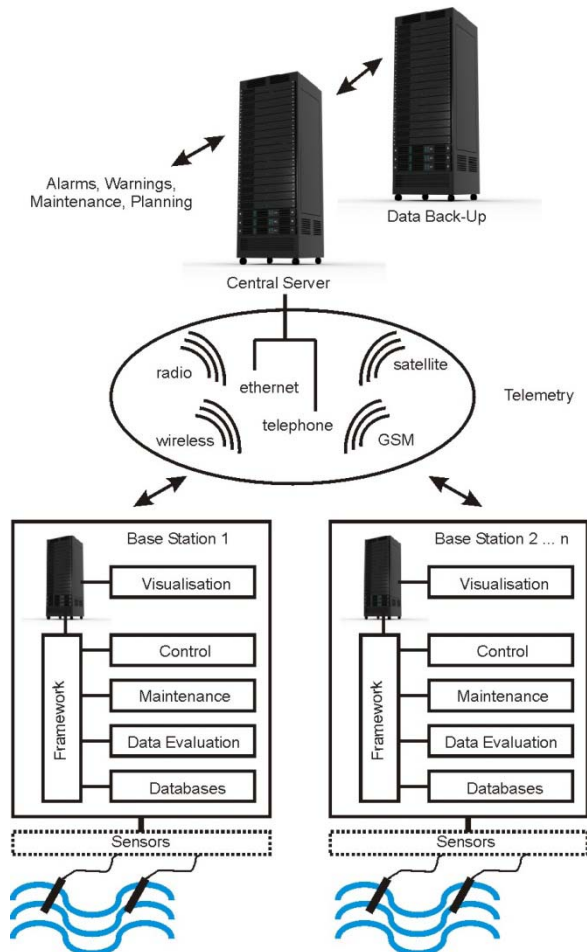 Alarms, Warnings,
Maintenance, Planning
Data Back-Up
Central Server
radio
satellite
ethernet
Telemetry
telephone
wireless
GSM
Base Station 1
Visualisation
Framework
Control
Maintenance
Data Evaluation
Databases
Sensors
Base Station 2 ... n
Visualisation
Framework
Control
Maintenance
Data Evaluation
Databases
Sensors